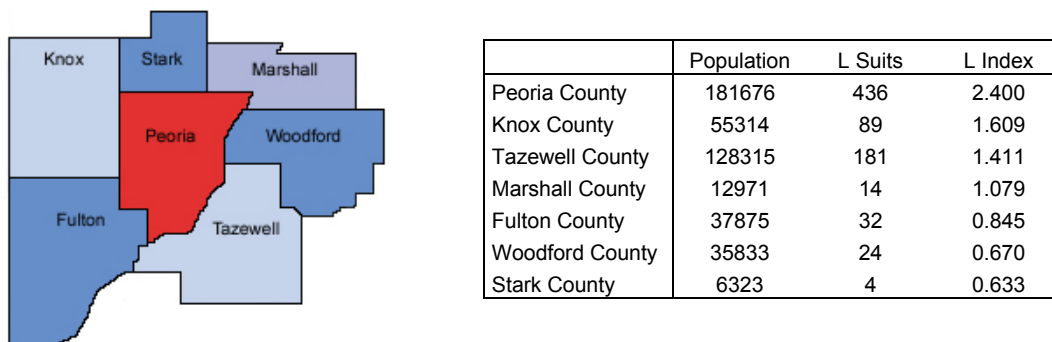 Knox
Stark
Marshall
Peoria
Woodford
Fulton
Tazewell
Population L Suits L Index
Peoria County 181676 436 2.400
Knox County 55314 89 1.609
Tazewell County 128315 181 1.411
Marshall County 12971 14 1.079
Fulton County 37875 32 0.845
Woodford County 35833 24 0.670
Stark County 6323 4 0.633